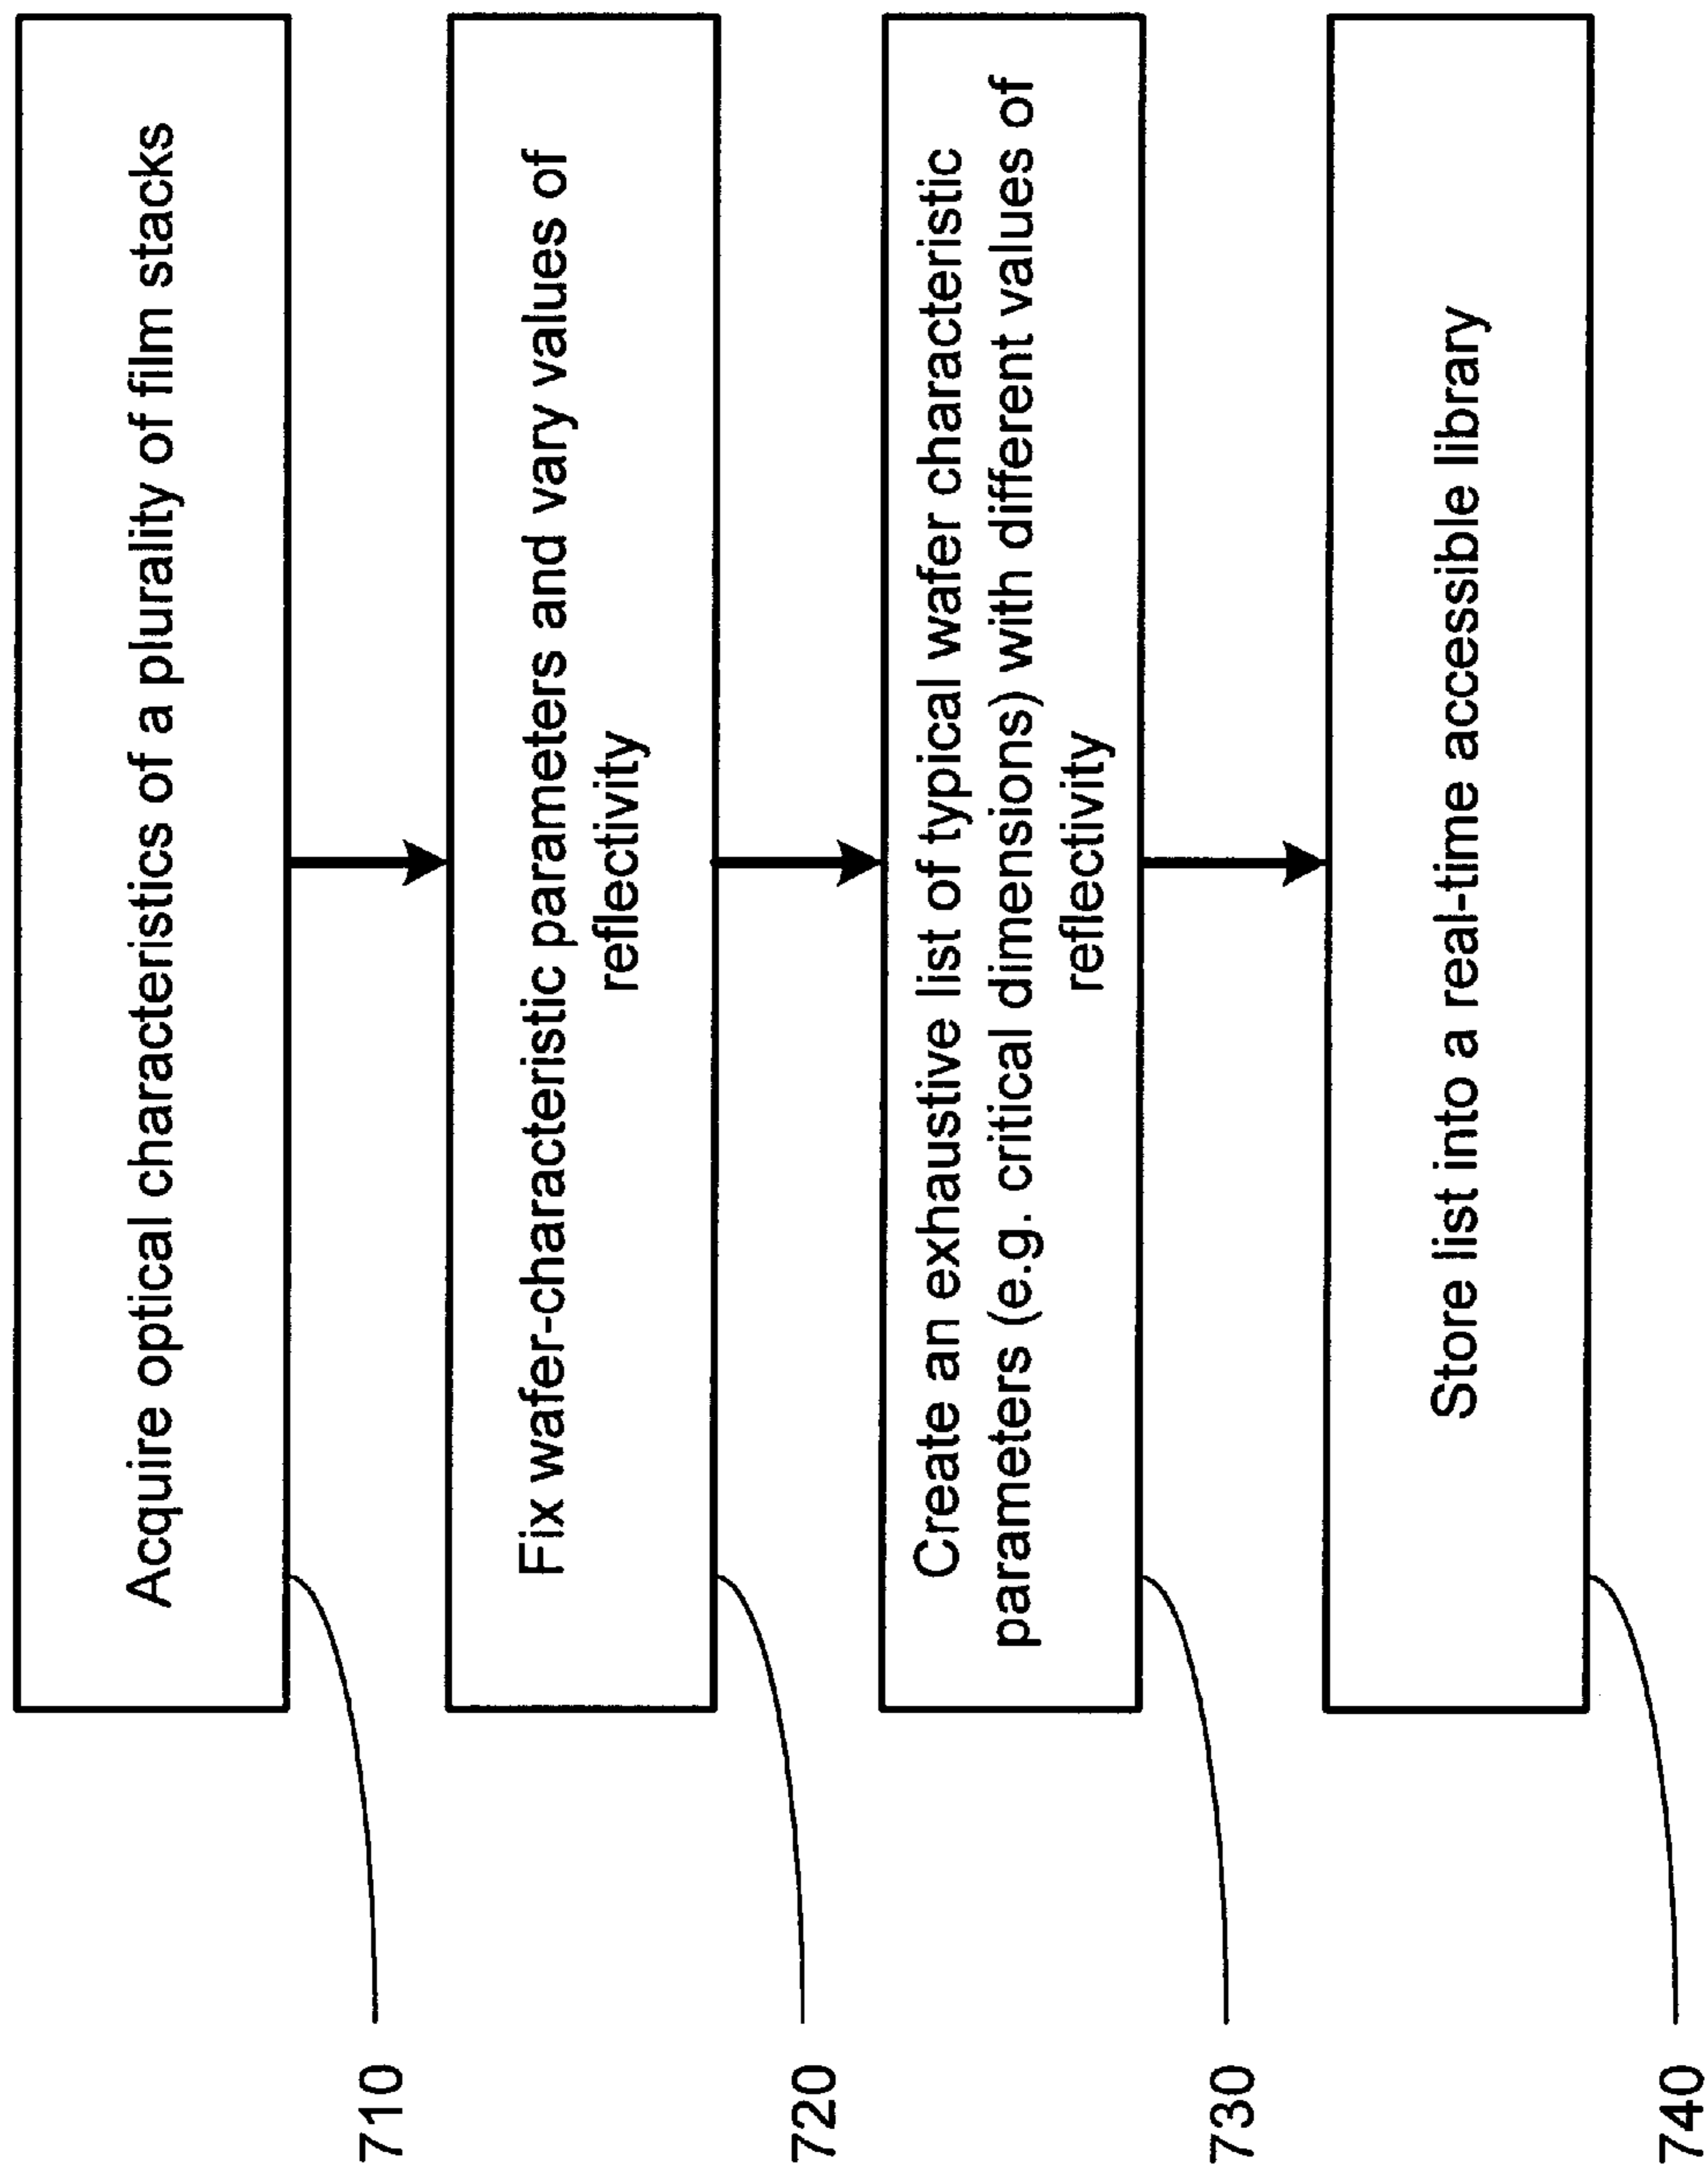 Acquire optical characteristics of a plurality of film stacks
710
Fix wafer-characteristic parameters and vary values of
reflectivity
720
Create an exhaustive list of typical wafer characteristic
parameters (e.g. critical dimensions) with different values of
reflectivity
730
Store list into a real-time accessible library
740